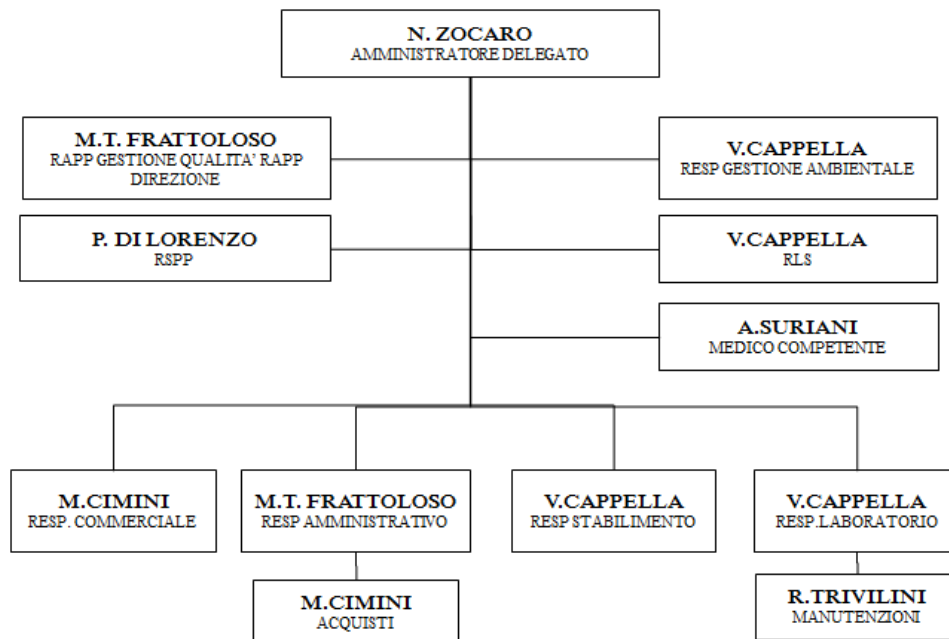 N. ZOCARO
AMMINISTRATORE DELEGATO
M.T. FRATTOLOSO
RAPP GESTIONE QUALITA' RAPP
DIREZIONE
V.CAPPELLA
RESP GESTIONE AMBIENTALE
P. DI LORENZO
RSPP
V.CAPPELLA
RLS
A.SURIANI
MEDICO COMPETENTE
M.CIMINI
RESP. COMMERCIALE
M.T. FRATTOLOSO
RESP AMMINISTRATIVO
V.CAPPELLA
RESP STABILIMENTO
V.CAPPELLA
RESP.LABORATORIO
M.CIMINI
ACQUISTI
R.TRIVILINI
MANUTENZIONI